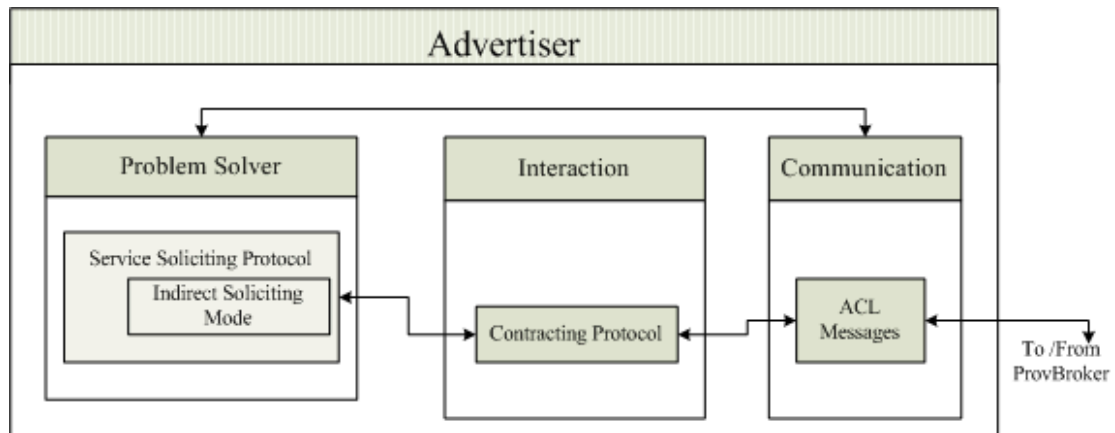 Advertiser
Problem Solver
Interaction
Communication
Service Soliciting Protocol
Indirect Soliciting
Mode
Contracting Protocol
ACL
Messages
To /From
ProvBroker